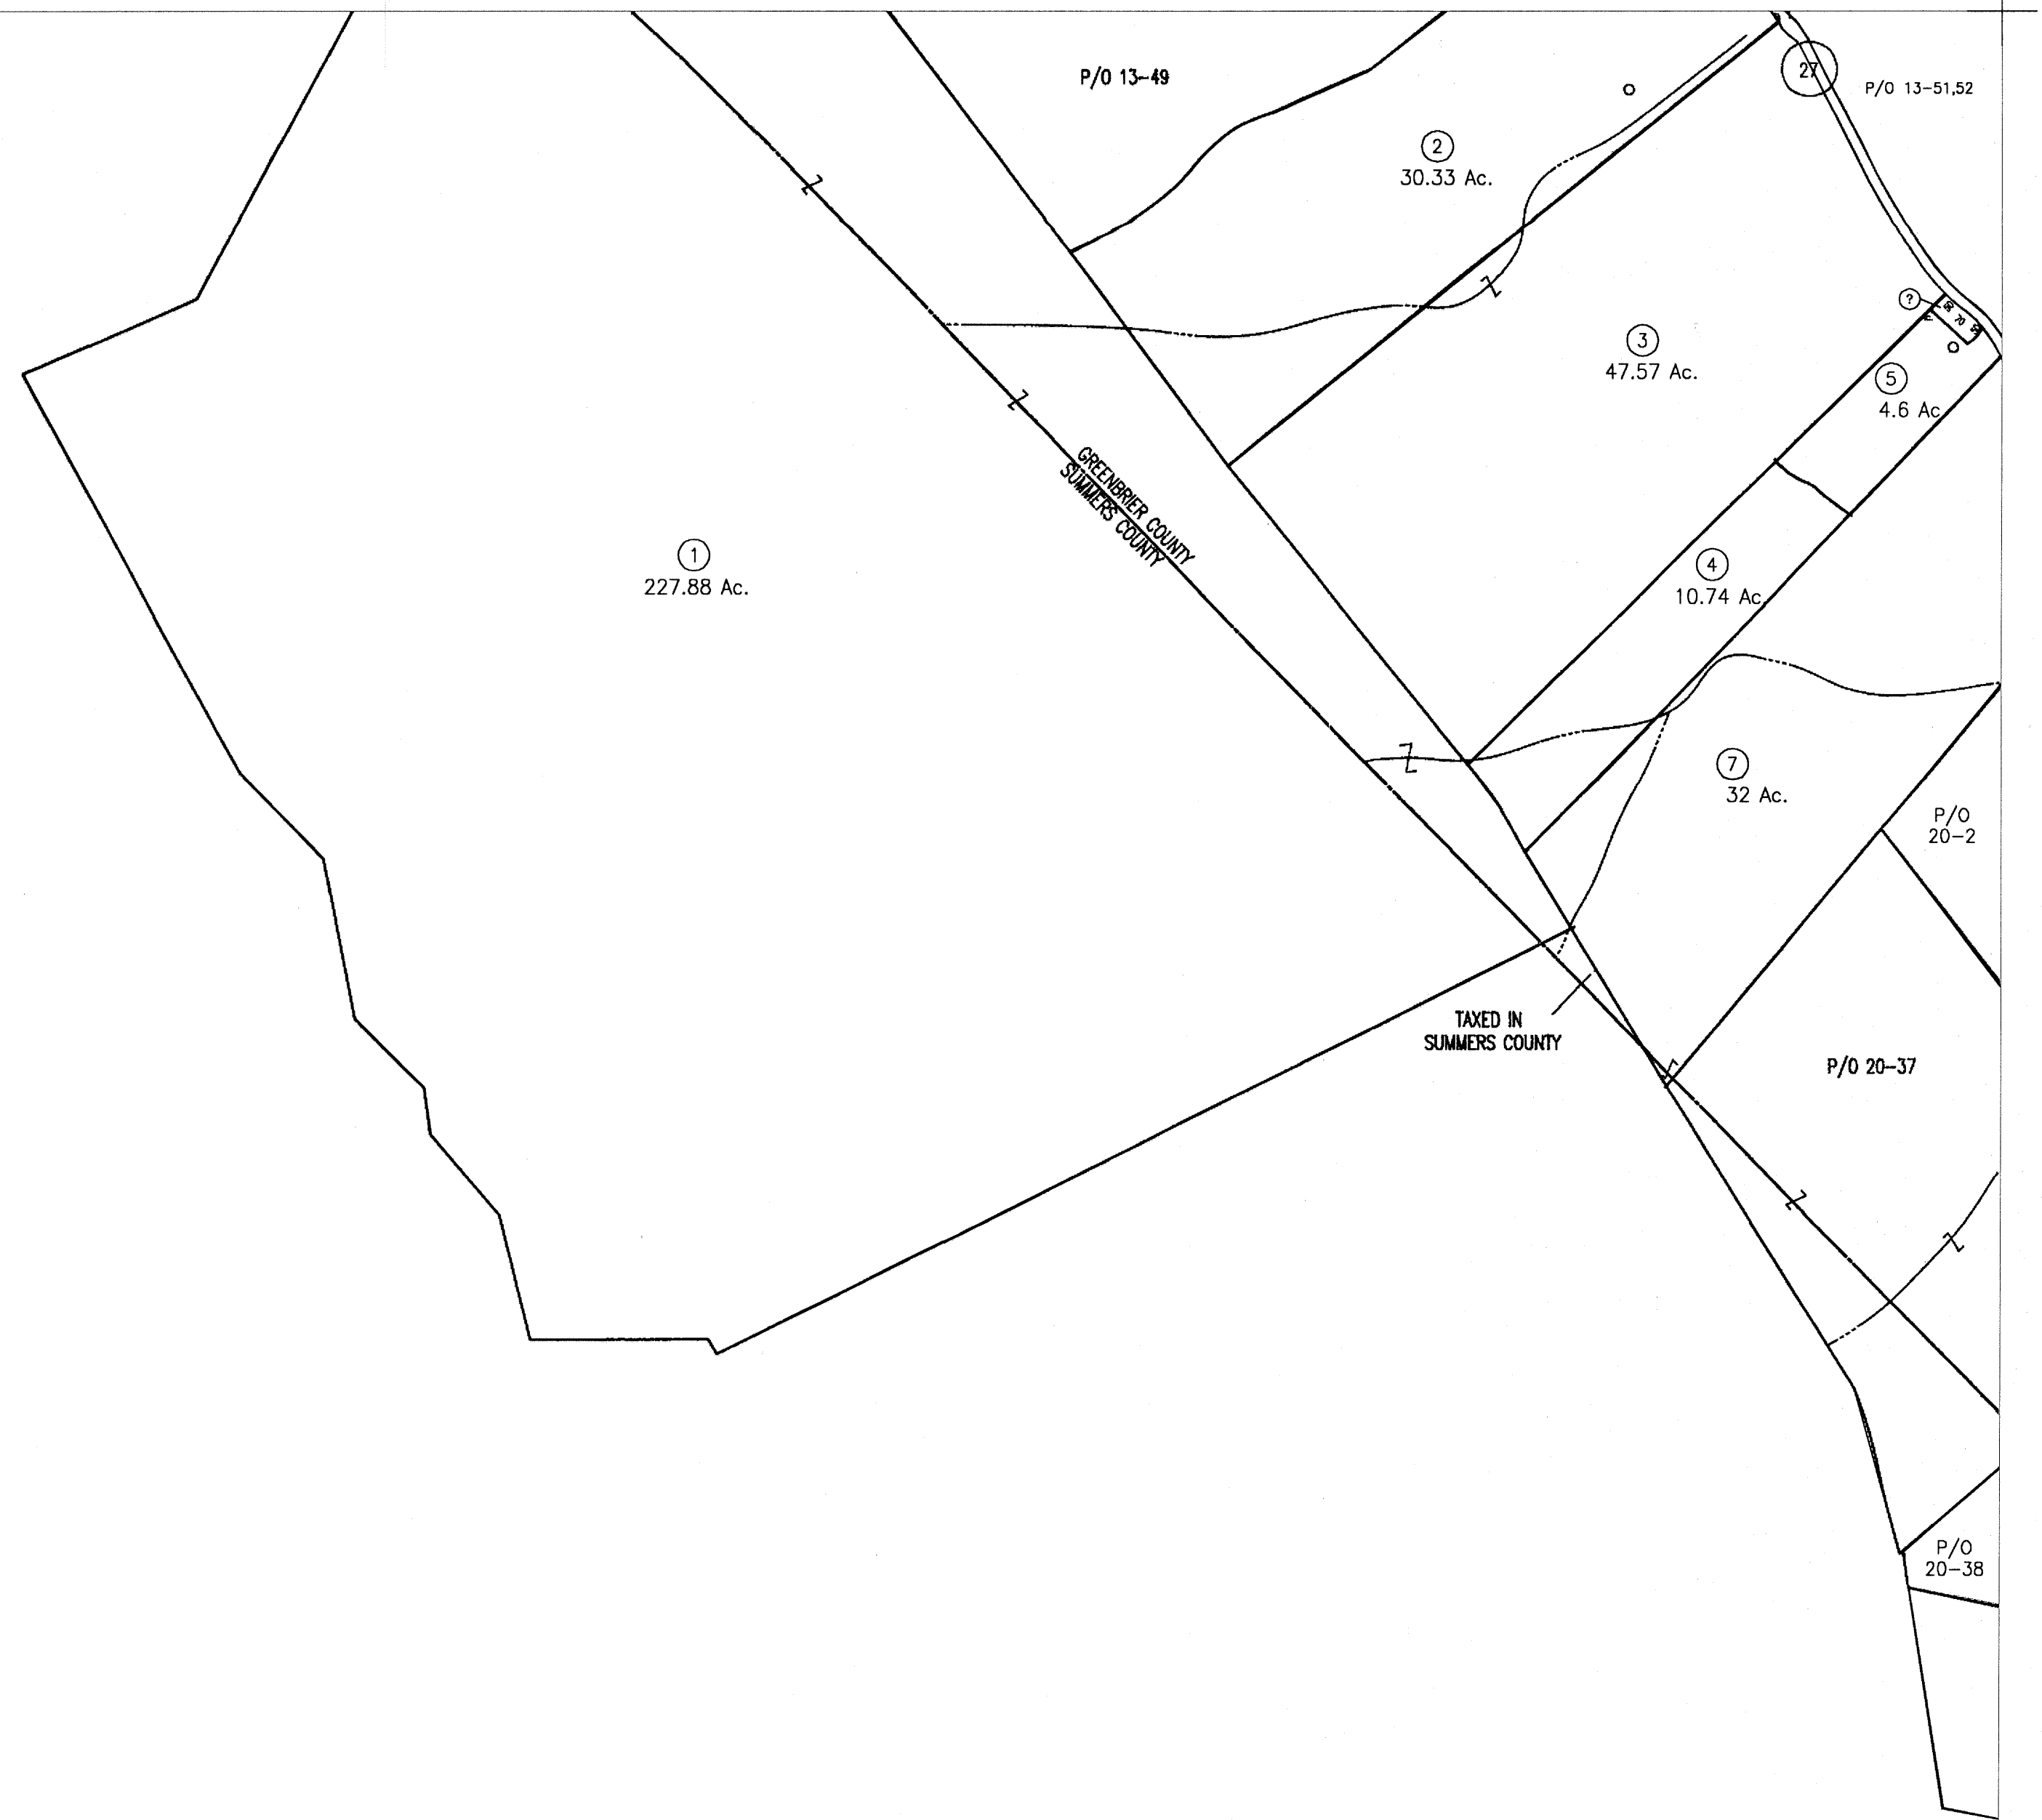 P/O 13-49
27
P/O 13-51,52
2
30.33 Ac.
?
70
3
47.57 Ac.
5
4.6 Ac
GREENBRIER COUNTY
SUMMERS COUNTY
1
227.88 Ac.
4
10.74 Ac.
7
32 Ac.
P/O
20-2
TAXED IN
SUMMERS COUNTY
P/O 20-37
P/O
20-38